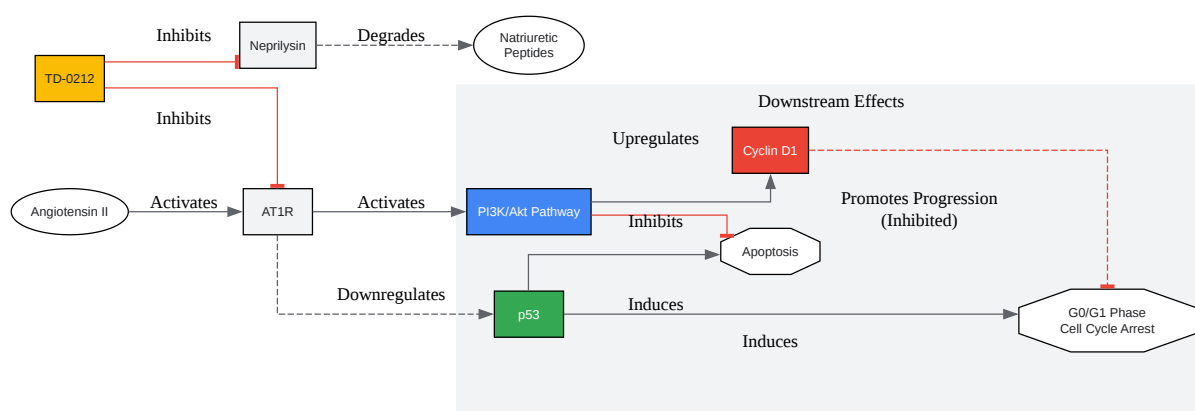 Inhibits
Neprilysin
Degrades
Natriuretic
Peptides
TD-0212
Inhibits
Downstream Effects
Upregulates
Cyclin D1
Angiotensin II
Activates
AT1R
Activates
PI3K/Akt Pathway
Inhibits
Promotes Progression
(Inhibited)
Apoptosis
Downregulates
p53
Induces
Induces
G0/G1 Phase
Cell Cycle Arrest